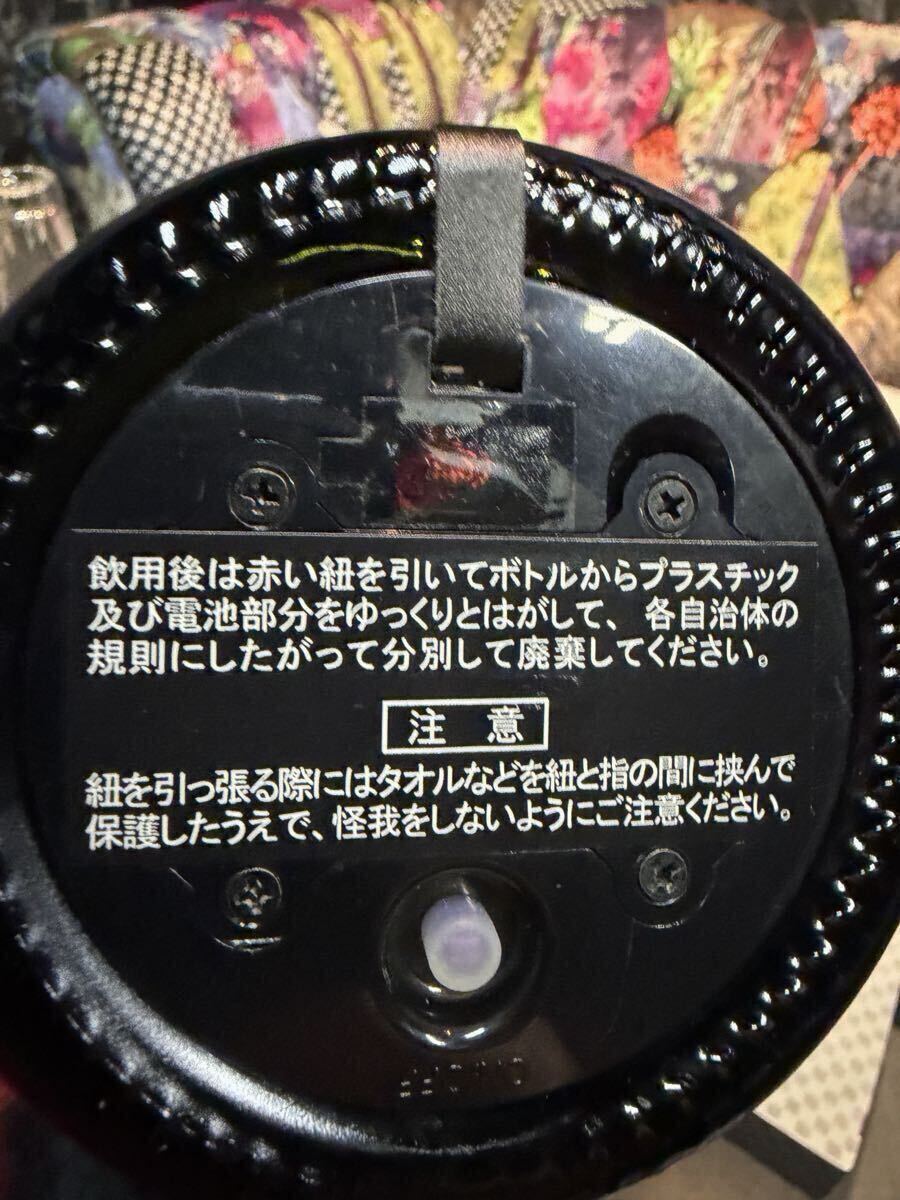 飲用後は赤い紐を引いてボトルからプラスチック
及び電池部分をゆっくりとはがして、各自治体の
規則にしたがって分別して廃棄してください。
注 意
紐を引っ張る際にはタオルなどを紐と指の間に挟んで
保護したうえで、怪我をしないようにご注意ください。